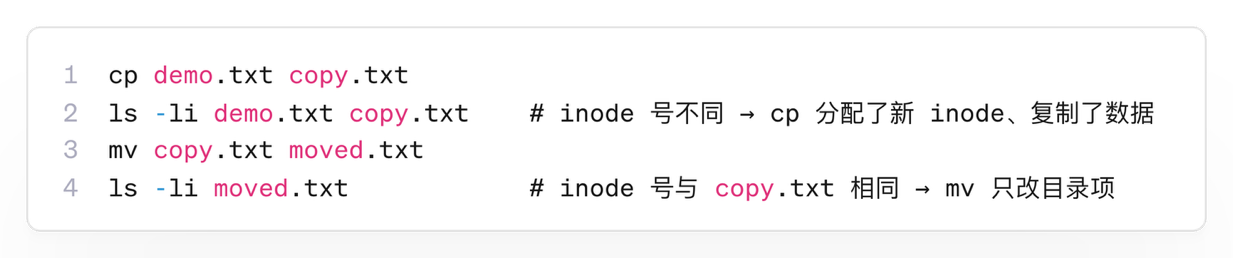 1 cp demo.txt copy.txt
2 ls -li demo.txt copy.txt    # inode 号不同 → cp 分配了新 inode、复制了数据
3 mv copy.txt moved.txt
4 ls -li moved.txt            # inode 号与 copy.txt 相同 → mv 只改目录项